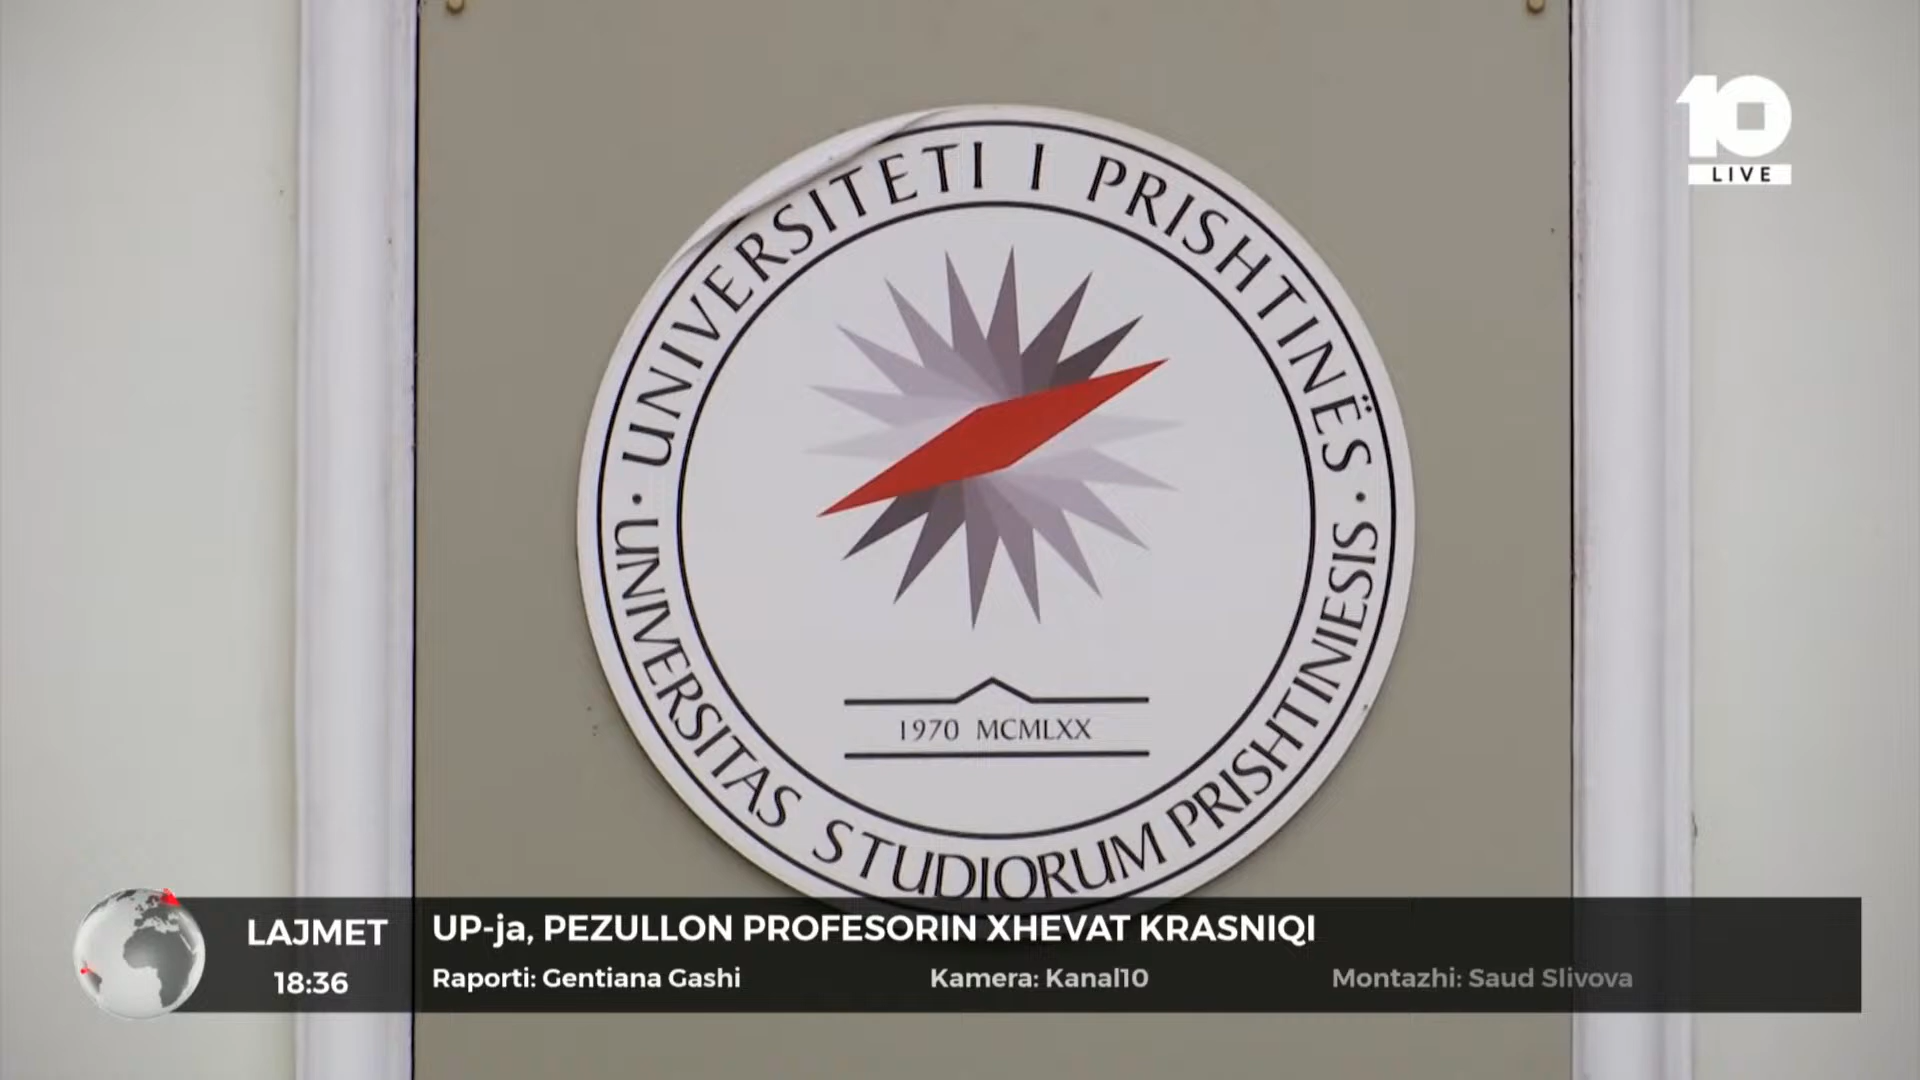 10
LIVE
UNIVERSITETI I PRISHTINËS
UNIVERSITAS STUDIORUM PRISHTINIESIS
1970 MCMLXX
LAJMET
18:36
UP-ja, PEZULLON PROFESORIN XHEVAT KRASNIQI
Raporti: Gentiana Gashi
Kamera: Kanal10
Montazhi: Saud Slivova